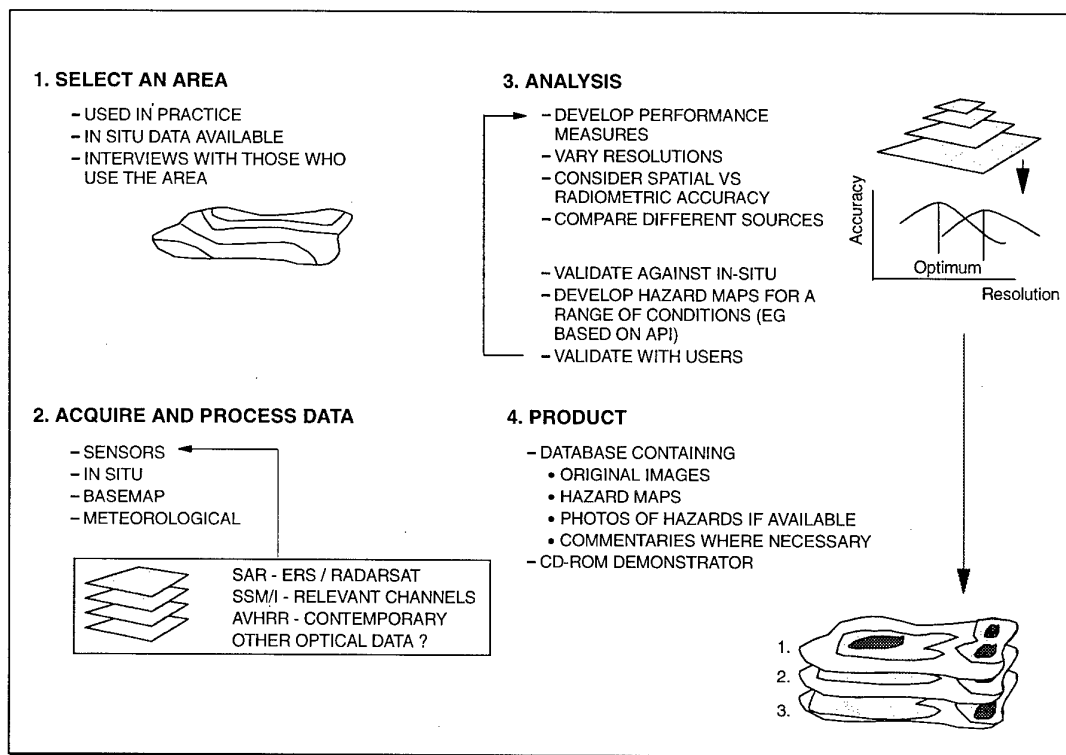 1. SELECT AN AREA
– USED IN PRACTICE
– IN SITU DATA AVAILABLE
– INTERVIEWS WITH THOSE WHO
USE THE AREA
2. ACQUIRE AND PROCESS DATA
– SENSORS
– IN SITU
– BASEMAP
– METEOROLOGICAL
SAR - ERS / RADARSAT
SSM/I - RELEVANT CHANNELS
AVHRR - CONTEMPORARY
OTHER OPTICAL DATA ?
3. ANALYSIS
– DEVELOP PERFORMANCE
MEASURES
– VARY RESOLUTIONS
– CONSIDER SPATIAL VS
RADIOMETRIC ACCURACY
– COMPARE DIFFERENT SOURCES
– VALIDATE AGAINST IN-SITU
– DEVELOP HAZARD MAPS FOR A
RANGE OF CONDITIONS (EG
BASED ON API)
– VALIDATE WITH USERS
Accuracy
Optimum
Resolution
4. PRODUCT
– DATABASE CONTAINING
• ORIGINAL IMAGES
• HAZARD MAPS
• PHOTOS OF HAZARDS IF AVAILABLE
• COMMENTARIES WHERE NECESSARY
– CD-ROM DEMONSTRATOR
1.
2.
3.